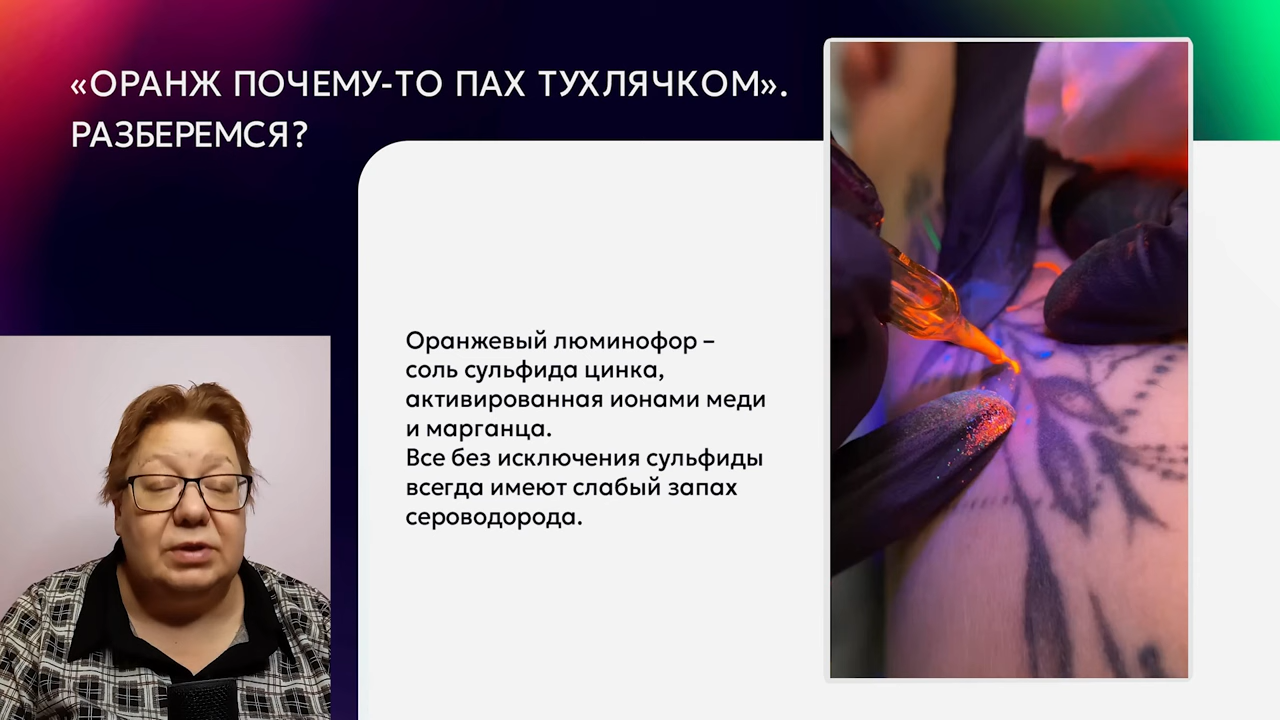 «ОРАНЖ ПОЧЕМУ-ТО ПАХ ТУХЛЯЧКОМ».
РАЗБЕРЕМСЯ?
Оранжевый люминофор –
соль сульфида цинка,
активированная ионами меди
и марганца.
Все без исключения сульфиды
всегда имеют слабый запах
сероводорода.